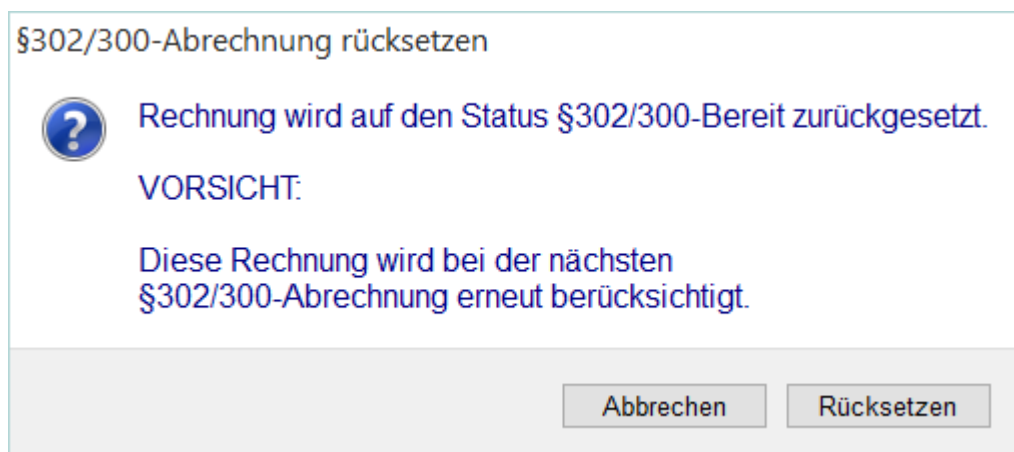 §302/300-Abrechnung rücksetzen
Rechnung wird auf den Status §302/300-Bereit zurückgesetzt.
VORSICHT:
Diese Rechnung wird bei der nächsten
§302/300-Abrechnung erneut berücksichtigt.
Abbrechen
Rücksetzen